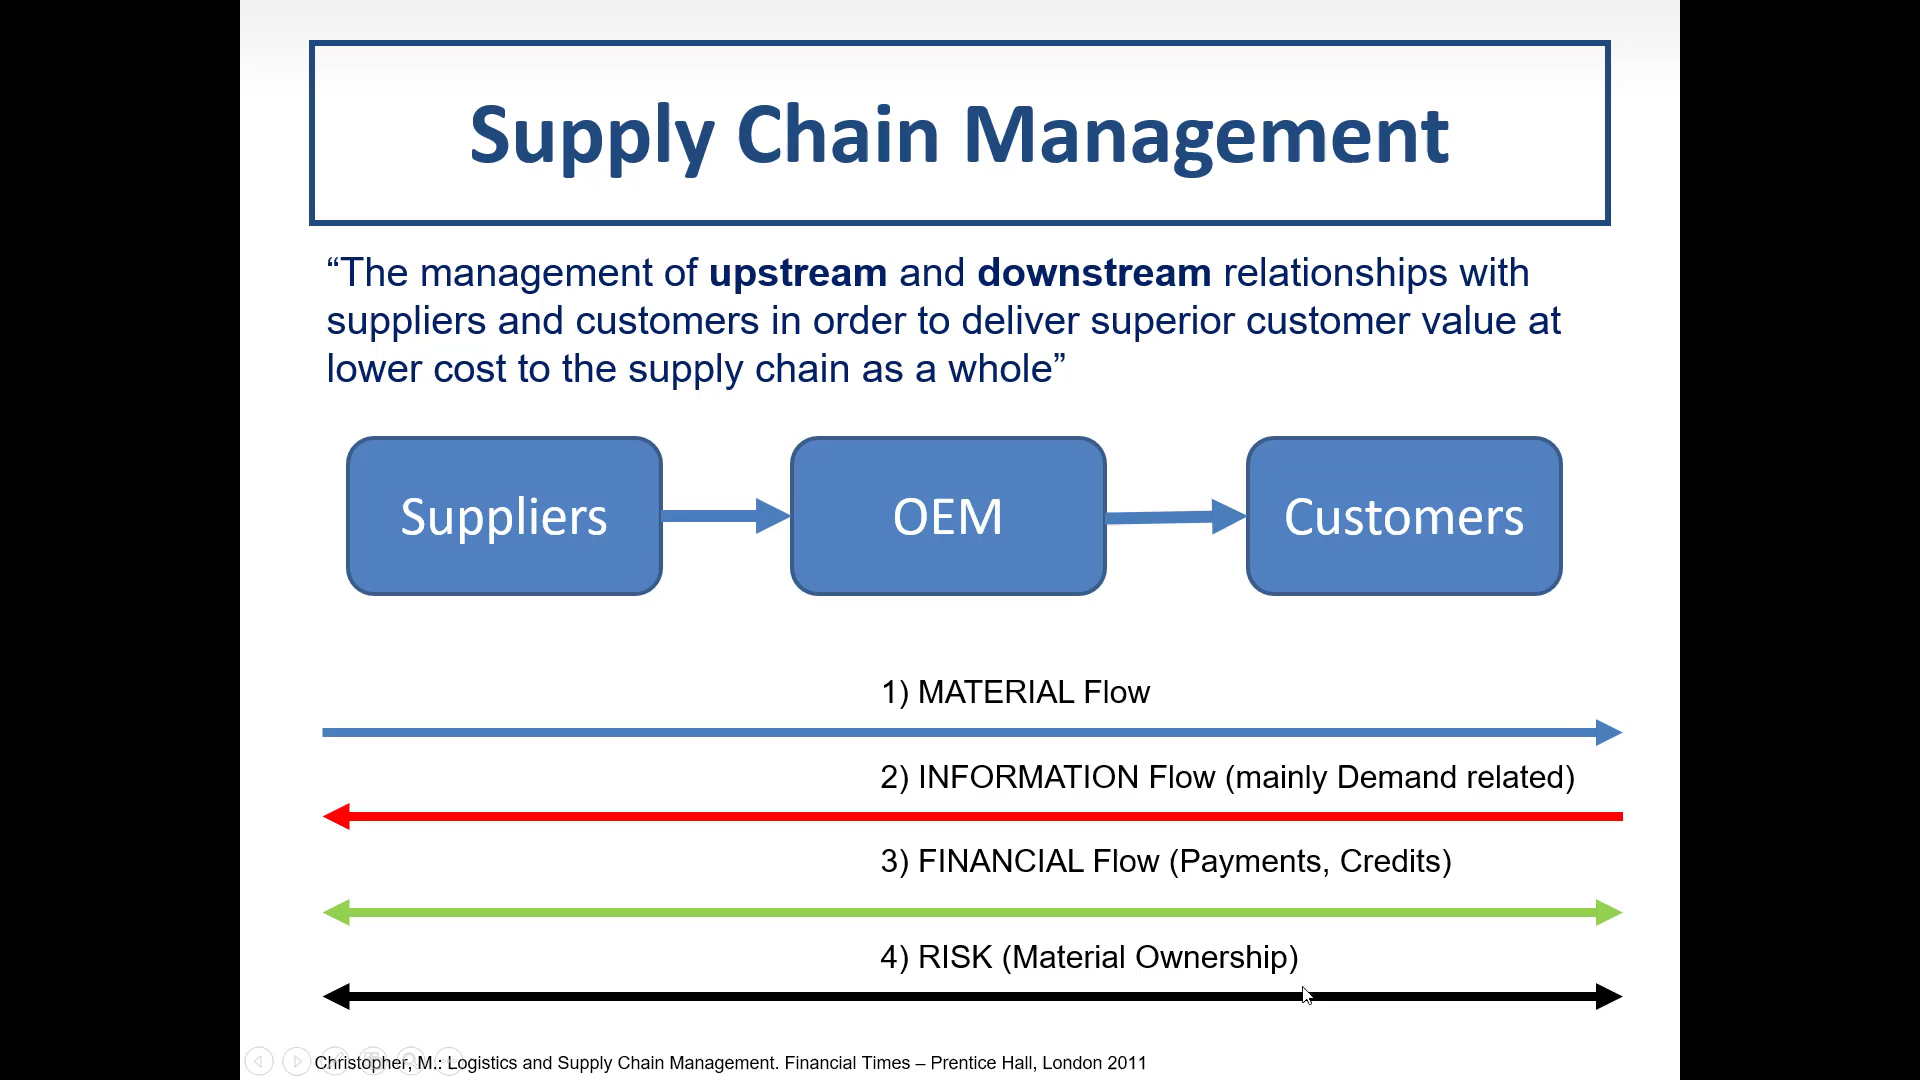 Supply Chain Management
“The management of upstream and downstream relationships with
suppliers and customers in order to deliver superior customer value at
lower cost to the supply chain as a whole”
Suppliers
OEM
Customers
1) MATERIAL Flow
2) INFORMATION Flow (mainly Demand related)
3) FINANCIAL Flow (Payments, Credits)
4) RISK (Material Ownership)
Christopher, M.: Logistics and Supply Chain Management. Financial Times – Prentice Hall, London 2011